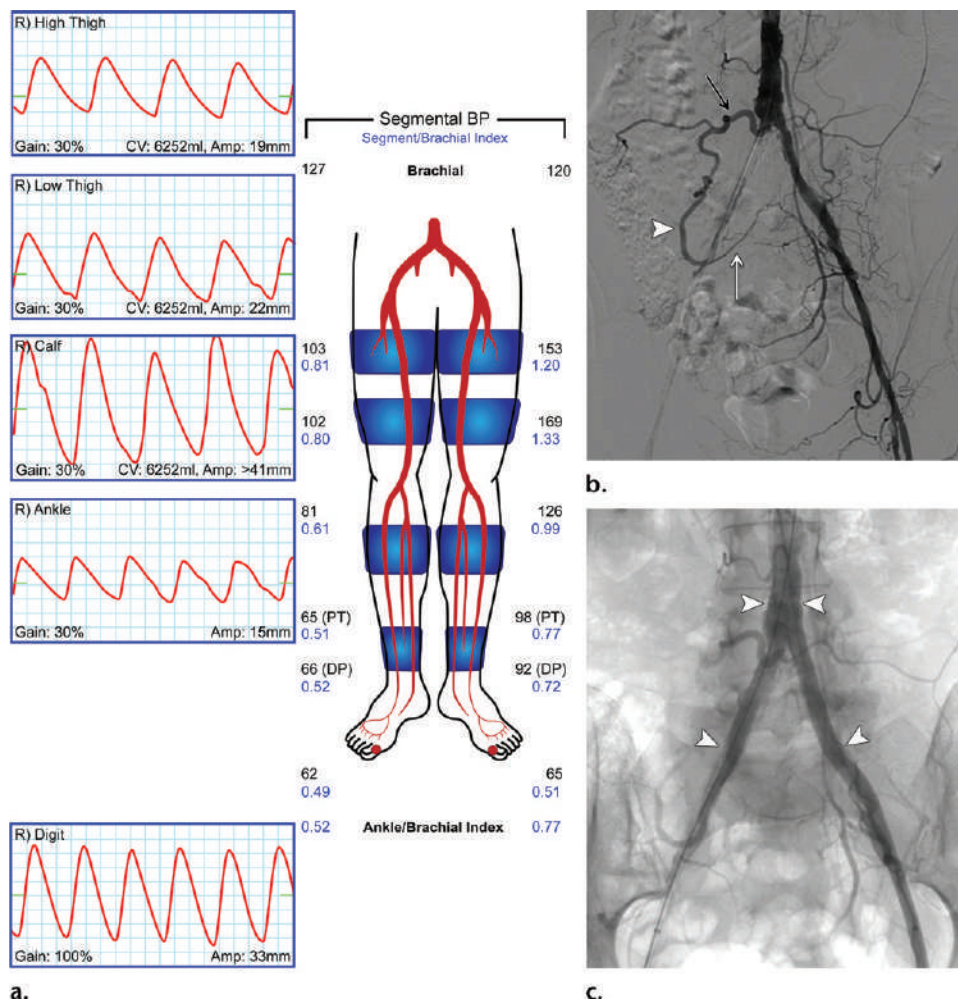 R) High Thigh
Gain: 30% CV: 6252ml, Amp: 19mm
R) Low Thigh
Gain: 30% CV: 6252ml, Amp: 22mm
R) Calf
Gain: 30% CV: 6252ml, Amp: >41mm
R) Ankle
Gain: 30% Amp: 15mm
R) Digit
Gain: 100% Amp: 33mm
Segmental BP
Segment/Brachial Index
127 Brachial 120
103 153
0.81 1.20
102 169
0.80 1.33
81 126
0.61 0.99
65 (PT) 98 (PT)
0.51 0.77
66 (DP) 92 (DP)
0.52 0.72
62 65
0.49 0.51
0.52 Ankle/Brachial Index 0.77
a.
b.
c.